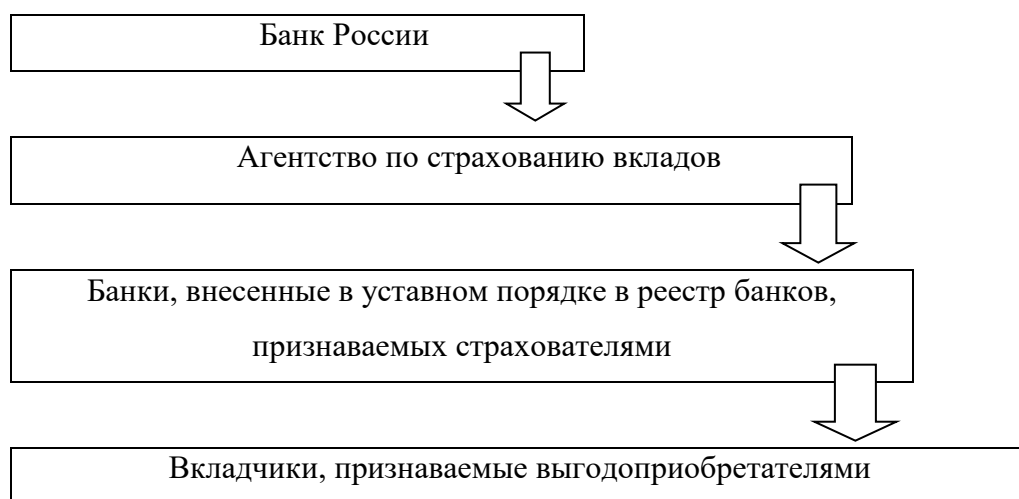 Банк России
Агентство по страхованию вкладов
Банки, внесенные в уставном порядке в реестр банков,
признаваемых страхователями
Вкладчики, признаваемые выгодоприобретателями